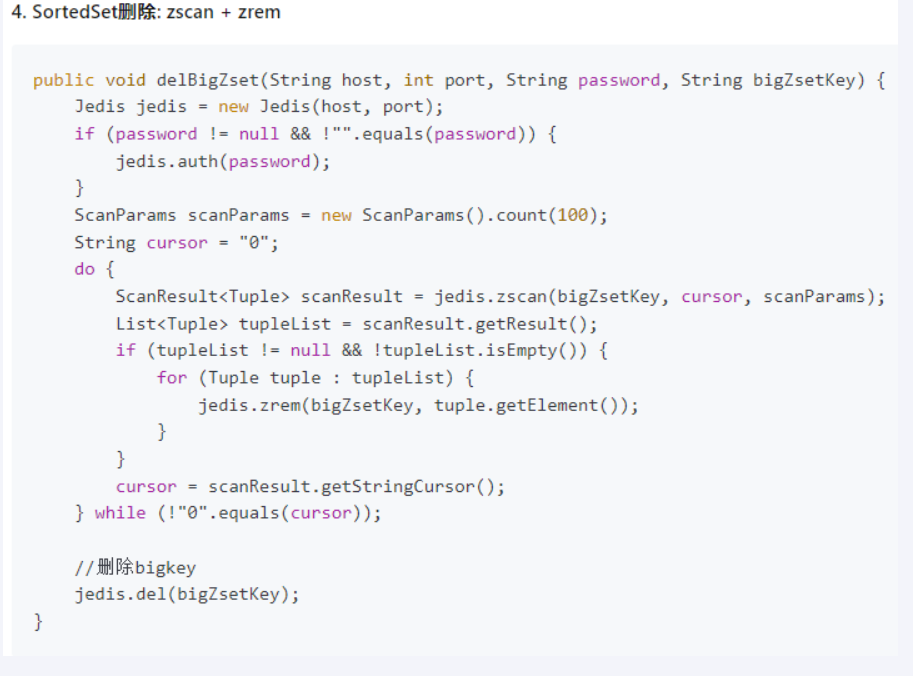 4. SortedSet删除: zscan + zrem
public void delBigZset(String host, int port, String password, String bigZsetKey) {
    Jedis jedis = new Jedis(host, port);
    if (password != null && !"".equals(password)) {
        jedis.auth(password);
    }
    ScanParams scanParams = new ScanParams().count(100);
    String cursor = "0";
    do {
        ScanResult<Tuple> scanResult = jedis.zscan(bigZsetKey, cursor, scanParams);
        List<Tuple> tupleList = scanResult.getResult();
        if (tupleList != null && !tupleList.isEmpty()) {
            for (Tuple tuple : tupleList) {
                jedis.zrem(bigZsetKey, tuple.getElement());
            }
        }
        cursor = scanResult.getStringCursor();
    } while (!"0".equals(cursor));
    //删除bigkey
    jedis.del(bigZsetKey);
}